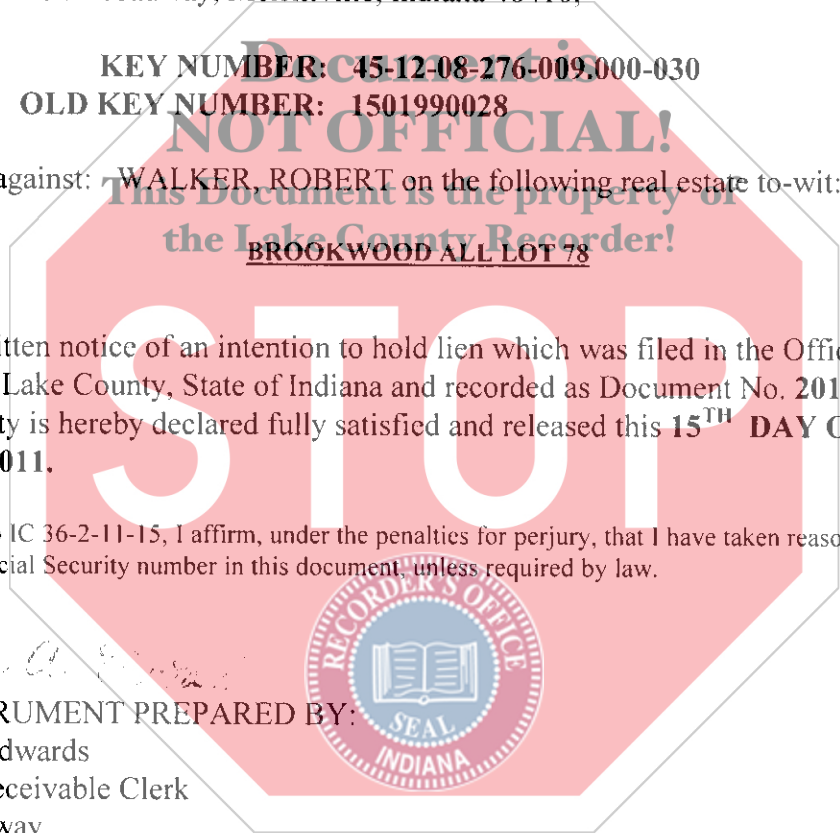 Indiana
KEY NUMBER: 45-12-08-276-009.000-030
OLD KEY NUMBER: 1501990028
Document is
NOT OFFICIAL!
against: WALKER, ROBERT on the following real estate to-wit:
This Document is the property of
the Lake County Recorder!
BROOKWOOD ALL LOT 78
STOP
itten notice of an intention to hold lien which was filed in the Offic
Lake County, State of Indiana and recorded as Document No. 201
ty is hereby declared fully satisfied and released this 15TH DAY O
011.
IC 36-2-11-15, I affirm, under the penalties for perjury, that I have taken reaso
cial Security number in this document, unless required by law.
RECORDER'S OFFICE
SEAL
INDIANA
RUMENT PREPARED BY:
dwards
eceivable Clerk
way